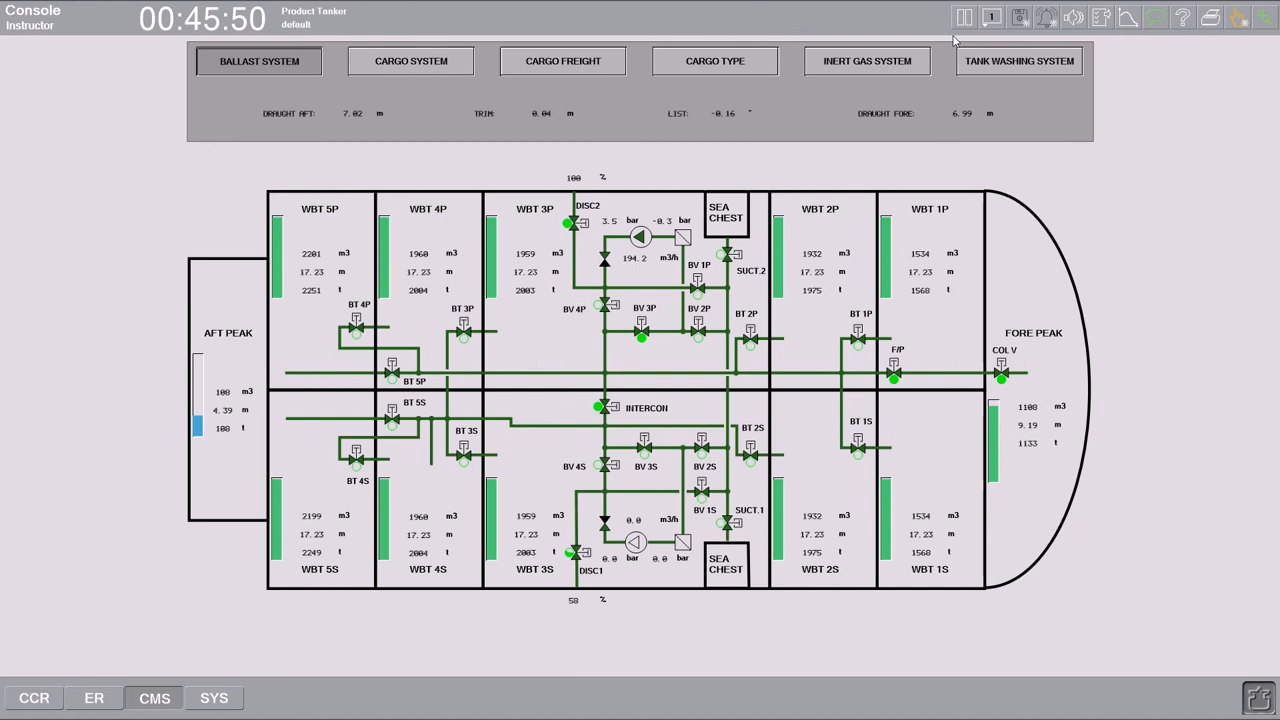 Console
Instructor
00:45:50
Product Tanker
default
1
BALLAST SYSTEM
CARGO SYSTEM
CARGO FREIGHT
CARGO TYPE
INERT GAS SYSTEM
TANK WASHING SYSTEM
DRAUGHT AFT: 7.02 m
TRIM: 0.04 m
LIST: -0.16 °
DRAUGHT FORE: 6.99 m
100 %
WBT 5P
2201 m3
17.23 m
2251 t
WBT 4P
1960 m3
17.23 m
2004 t
WBT 3P
1959 m3
17.23 m
2003 t
DISC2
3.5 bar -0.3 bar
194.2 m3/h
SEA
CHEST
SUCT.2
WBT 2P
1932 m3
17.23 m
1975 t
WBT 1P
1534 m3
17.23 m
1568 t
BV 1P
BV 4P
BV 3P
BV 2P
BT 4P
BT 3P
BT 2P
BT 1P
BT 5P
F/P
COL V
AFT PEAK
108 m3
4.39 m
108 t
FORE PEAK
1108 m3
9.19 m
1133 t
BT 5S
INTERCON
BT 3S
BT 2S
BT 1S
BT 4S
BV 4S
BV 3S
BV 2S
BV 1S
SUCT.1
2199 m3
17.23 m
2249 t
WBT 5S
1960 m3
17.23 m
2004 t
WBT 4S
1959 m3
17.23 m
2003 t
WBT 3S
0.0 m3/h
0.0 bar 0.0 bar
DISC1
SEA
CHEST
1932 m3
17.23 m
1975 t
WBT 2S
1534 m3
17.23 m
1568 t
WBT 1S
58 %
CCR
ER
CMS
SYS